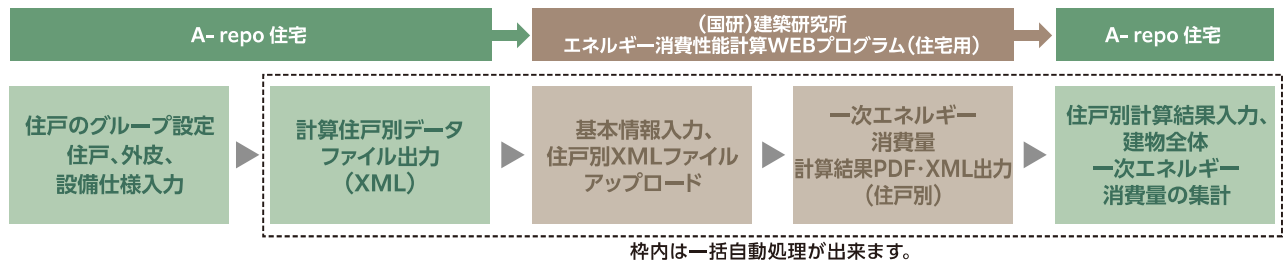 A- repo 住宅
（国研）建築研究所
エネルギー消費性能計算WEBプログラム（住宅用）
A- repo 住宅
住戸のグループ設定
住戸、外皮、
設備仕様入力
計算住戸別データ
ファイル出力
（XML）
基本情報入力、
住戸別XMLファイル
アップロード
一次エネルギー
消費量
計算結果PDF・XML出力
（住戸別）
住戸別計算結果入力、
建物全体
一次エネルギー
消費量の集計
枠内は一括自動処理が出来ます。